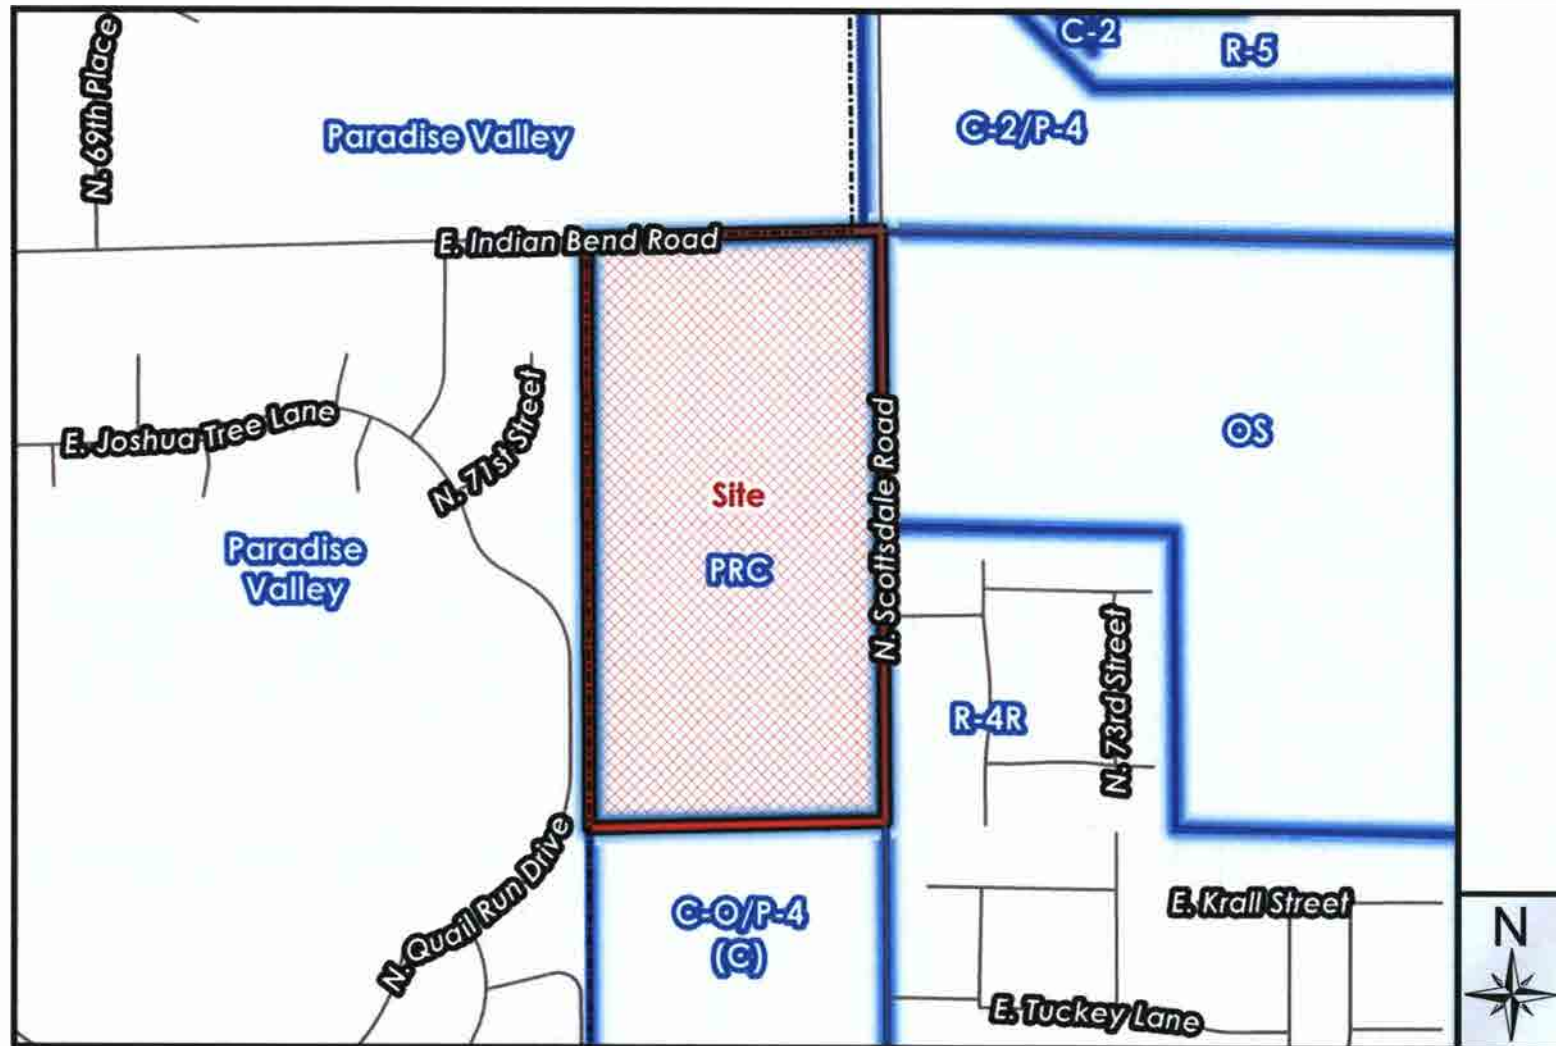 N. 69th Place
Paradise Valley
C-2
R-5
C-2/P-4
E. Indian Bend Road
E. Joshua Tree Lane
N. 71st Street
Paradise
Valley
Site
PRC
N. Scottsdale Road
OS
R-4R
N. 73rd Street
N. Quail Run Drive
C-O/P-4
(C)
E. Krall Street
E. Tuckey Lane
N